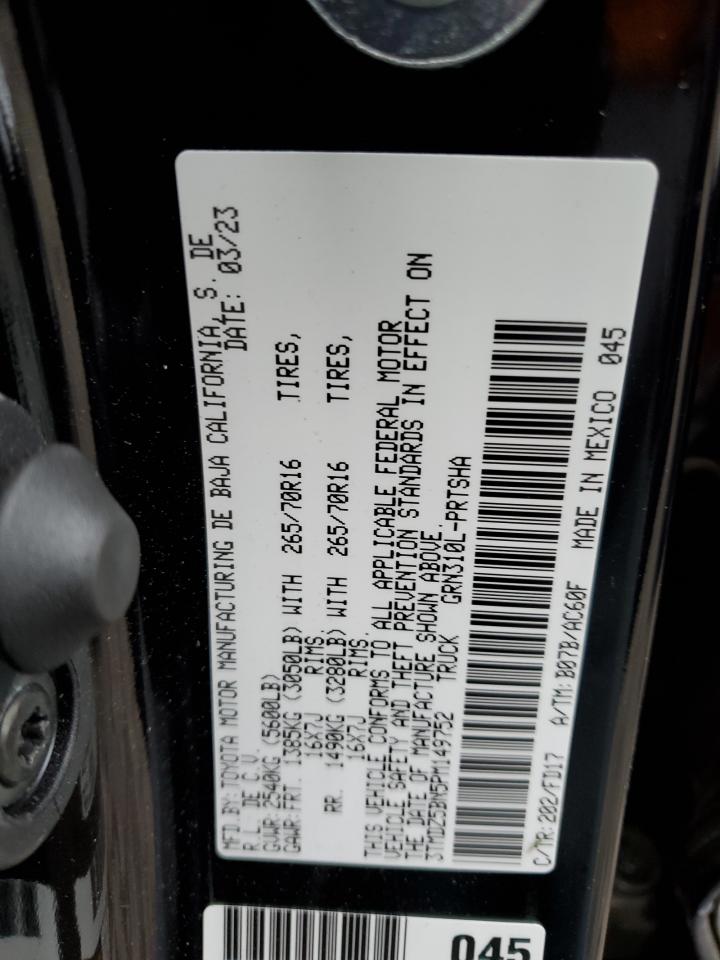 MFD.BY:TOYOTA MOTOR MANUFACTURING DE BAJA CALIFORNIA,S. DE
R.L. DE C.V. DATE: 03/23
GVWR: 2540KG (5600LB)
GAWR:FRT. 1385KG (3050LB) WITH 265/70R16 TIRES,
16X7J RIMS.
RR. 1490KG (3280LB) WITH 265/70R16 TIRES,
16X7J RIMS.
THIS VEHICLE CONFORMS TO ALL APPLICABLE FEDERAL MOTOR
VEHICLE SAFETY AND THEFT PREVENTION STANDARDS IN EFFECT ON
THE DATE OF MANUFACTURE SHOWN ABOVE.
3TMDZ5BN5PM149752 TRUCK GRN310L-PRTSHA
C/TR:202/FD17 A/TM:B07B/AC60F MADE IN MEXICO 045
045